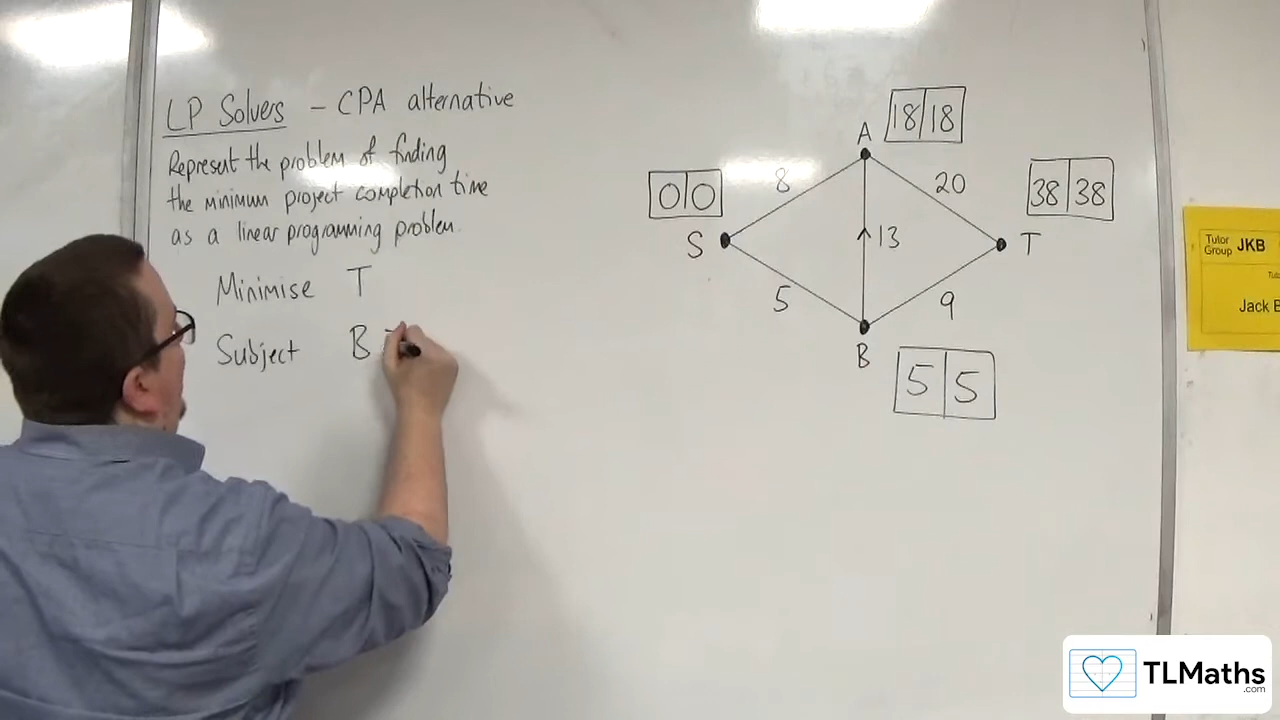 LP Solvers – CPA alternative
Represent the problem of finding
the minimum project completion time
as a linear programming problem.
Minimise T
Subject B
A
18 18
0 0
8
20
38 38
S
13
T
5
9
B
5 5
Tutor
Group JKB
Jack B
TLMaths
.com